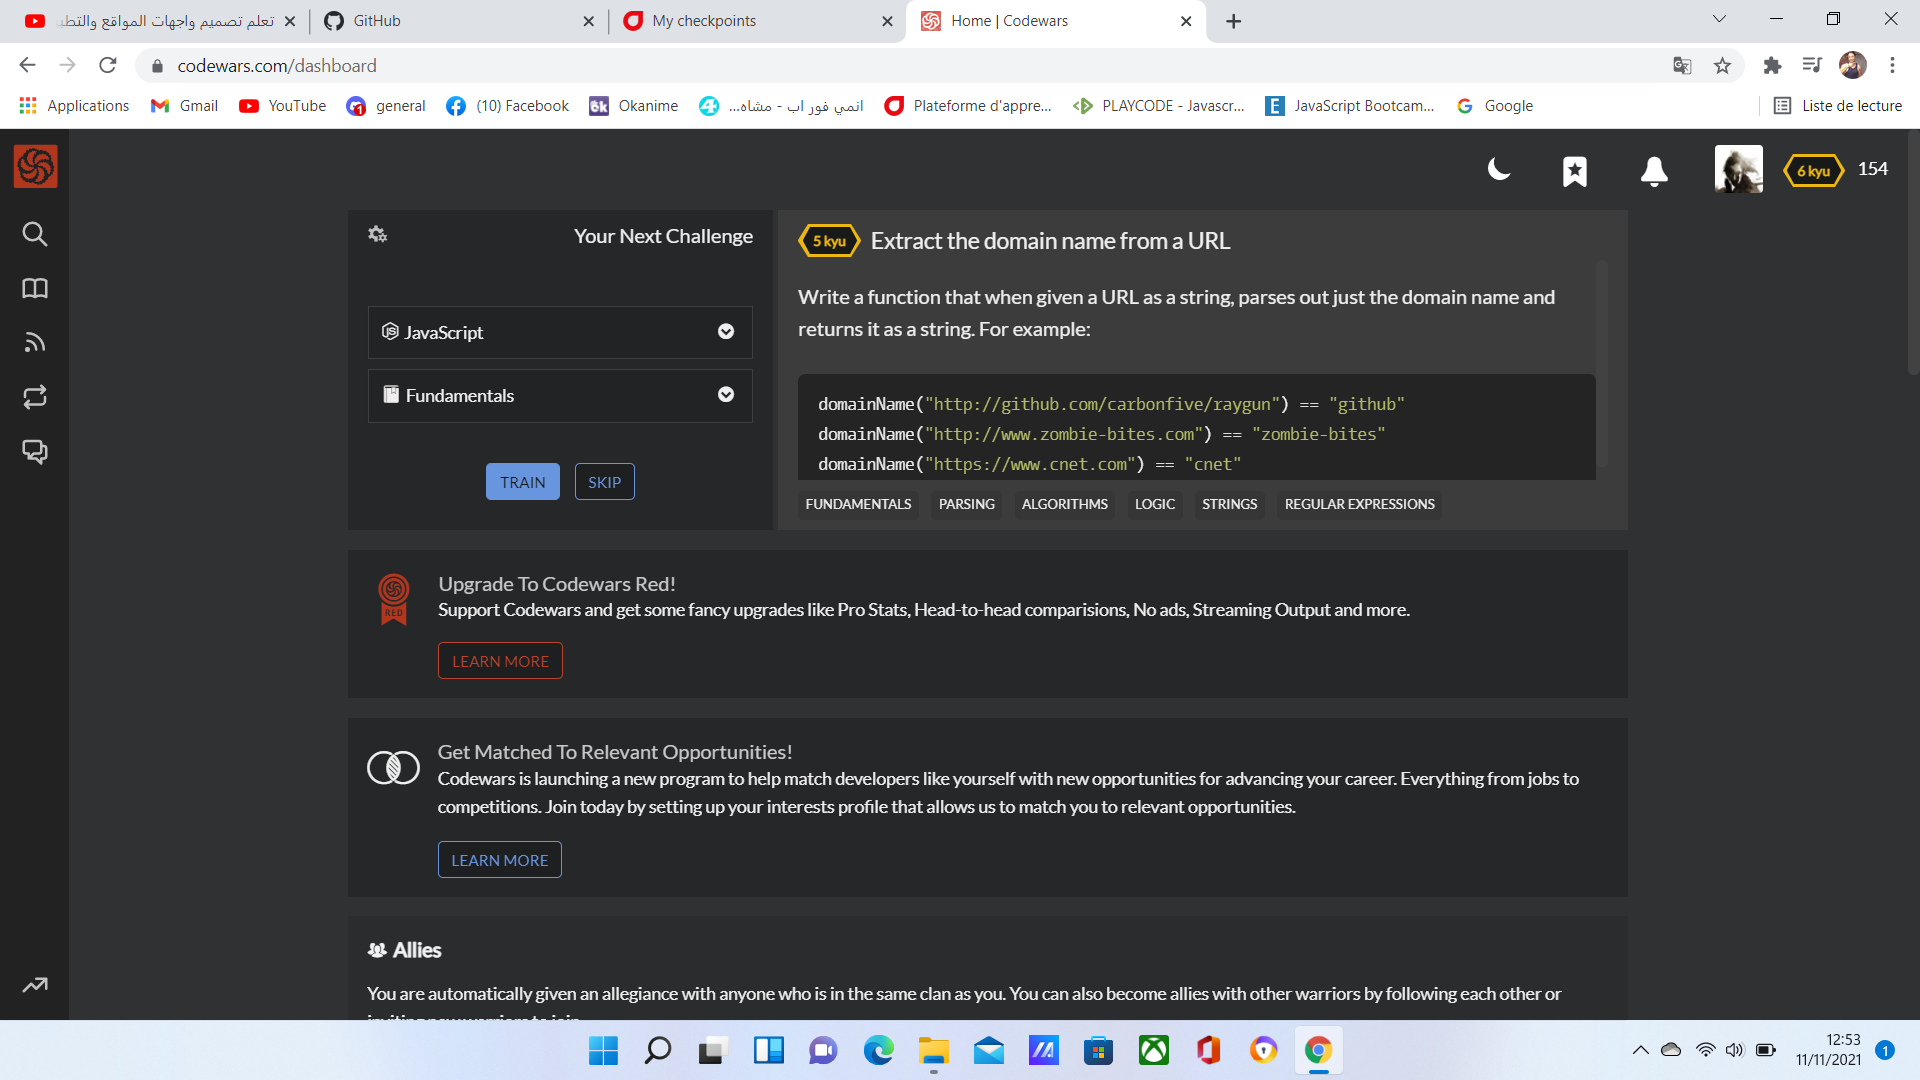 تعلم تصميم واجهات المواقع والتطبي
GitHub
My checkpoints
Home | Codewars
codewars.com/dashboard
Applications
Gmail
YouTube
general
(10) Facebook
Okanime
انمي فور اب - مشاه...
Plateforme d'appre...
PLAYCODE - Javascr...
JavaScript Bootcam...
Google
Liste de lecture
6 kyu
154
Your Next Challenge
JavaScript
Fundamentals
TRAIN
SKIP
5 kyu
Extract the domain name from a URL
Write a function that when given a URL as a string, parses out just the domain name and
returns it as a string. For example:
domainName("http://github.com/carbonfive/raygun") == "github"
domainName("http://www.zombie-bites.com") == "zombie-bites"
domainName("https://www.cnet.com") == "cnet"
FUNDAMENTALS
PARSING
ALGORITHMS
LOGIC
STRINGS
REGULAR EXPRESSIONS
RED
Upgrade To Codewars Red!
Support Codewars and get some fancy upgrades like Pro Stats, Head-to-head comparisions, No ads, Streaming Output and more.
LEARN MORE
Get Matched To Relevant Opportunities!
Codewars is launching a new program to help match developers like yourself with new opportunities for advancing your career. Everything from jobs to
competitions. Join today by setting up your interests profile that allows us to match you to relevant opportunities.
LEARN MORE
Allies
You are automatically given an allegiance with anyone who is in the same clan as you. You can also become allies with other warriors by following each other or
inviting new warriors to join.
12:53
11/11/2021
1